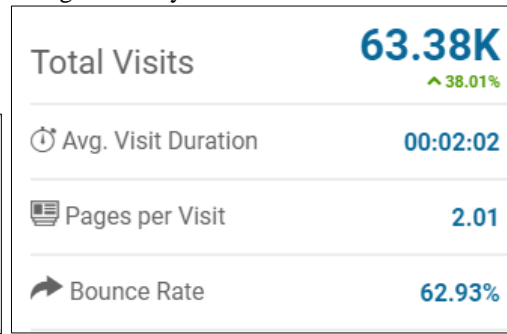 Total Visits
63.38K
38.01%
Avg. Visit Duration
00:02:02
Pages per Visit
2.01
Bounce Rate
62.93%